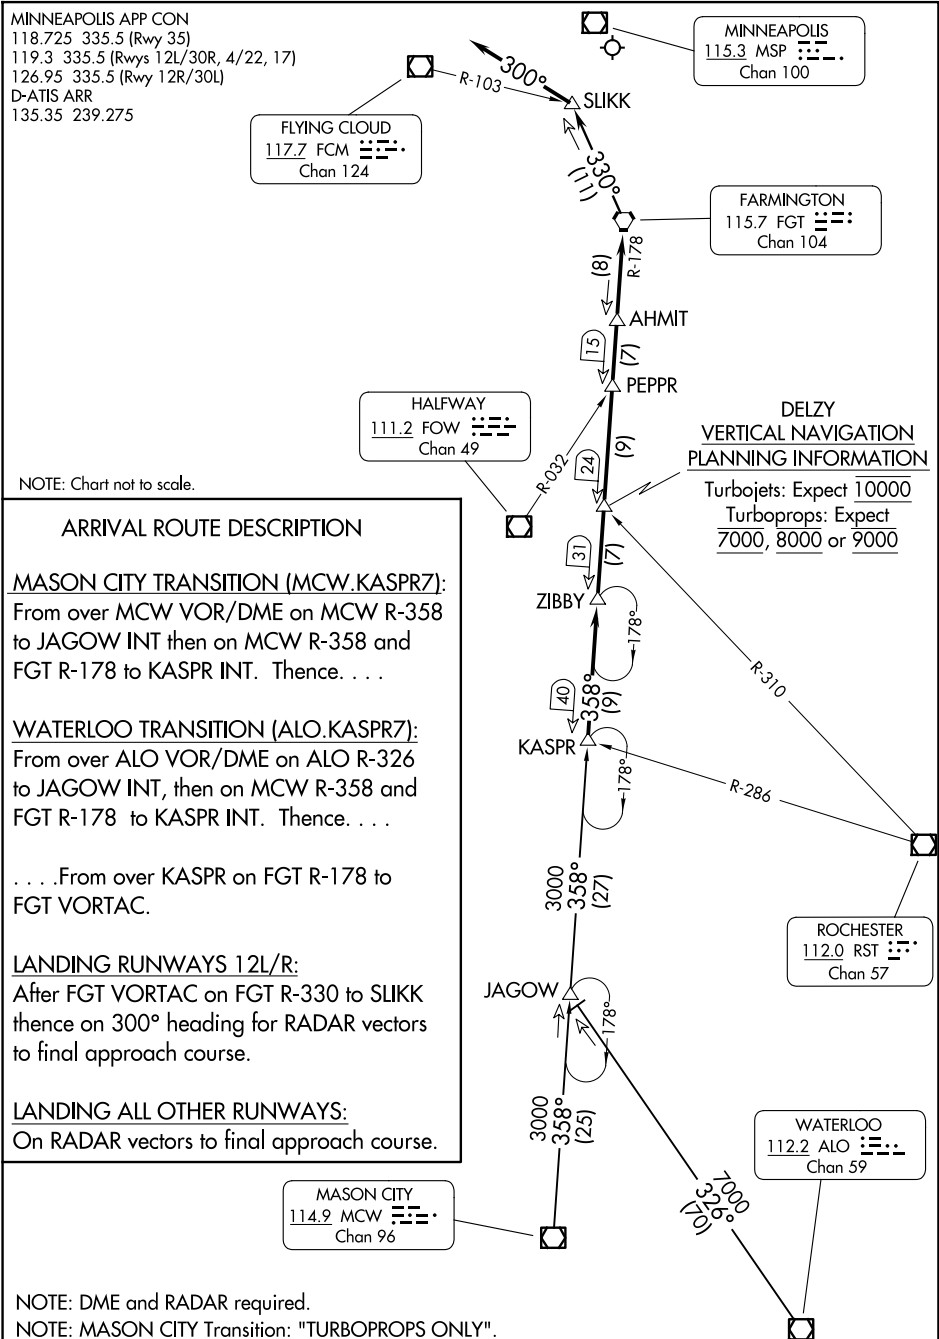 MINNEAPOLIS APP CON
118.725 335.5 (Rwy 35)
119.3 335.5 (Rwys 12L/30R, 4/22, 17)
126.95 335.5 (Rwy 12R/30L)
D-ATIS ARR
135.35 239.275
MINNEAPOLIS
115.3 MSP
Chan 100
300°
R-103
SLIKK
FLYING CLOUD
117.7 FCM
Chan 124
330°
(11)
FARMINGTON
115.7 FGT
Chan 104
R-178
(8)
AHMIT
15
(7)
PEPPR
HALFWAY
111.2 FOW
Chan 49
R-032
24
(9)
DELZY
VERTICAL NAVIGATION
PLANNING INFORMATION
Turbojets: Expect 10000
Turboprops: Expect
7000, 8000 or 9000
NOTE: Chart not to scale.
31
(7)
ZIBBY
178°
R-310
40
358°
(9)
KASPR
178°
R-286
3000
358°
(27)
ROCHESTER
112.0 RST
Chan 57
JAGOW
178°
3000
358°
(25)
WATERLOO
112.2 ALO
Chan 59
7000
326°
(70)
MASON CITY
114.9 MCW
Chan 96
ARRIVAL ROUTE DESCRIPTION
MASON CITY TRANSITION (MCW.KASPR7):
From over MCW VOR/DME on MCW R-358
to JAGOW INT then on MCW R-358 and
FGT R-178 to KASPR INT. Thence. . . .
WATERLOO TRANSITION (ALO.KASPR7):
From over ALO VOR/DME on ALO R-326
to JAGOW INT, then on MCW R-358 and
FGT R-178 to KASPR INT. Thence. . . .
. . . .From over KASPR on FGT R-178 to
FGT VORTAC.
LANDING RUNWAYS 12L/R:
After FGT VORTAC on FGT R-330 to SLIKK
thence on 300° heading for RADAR vectors
to final approach course.
LANDING ALL OTHER RUNWAYS:
On RADAR vectors to final approach course.
NOTE: DME and RADAR required.
NOTE: MASON CITY Transition: "TURBOPROPS ONLY".